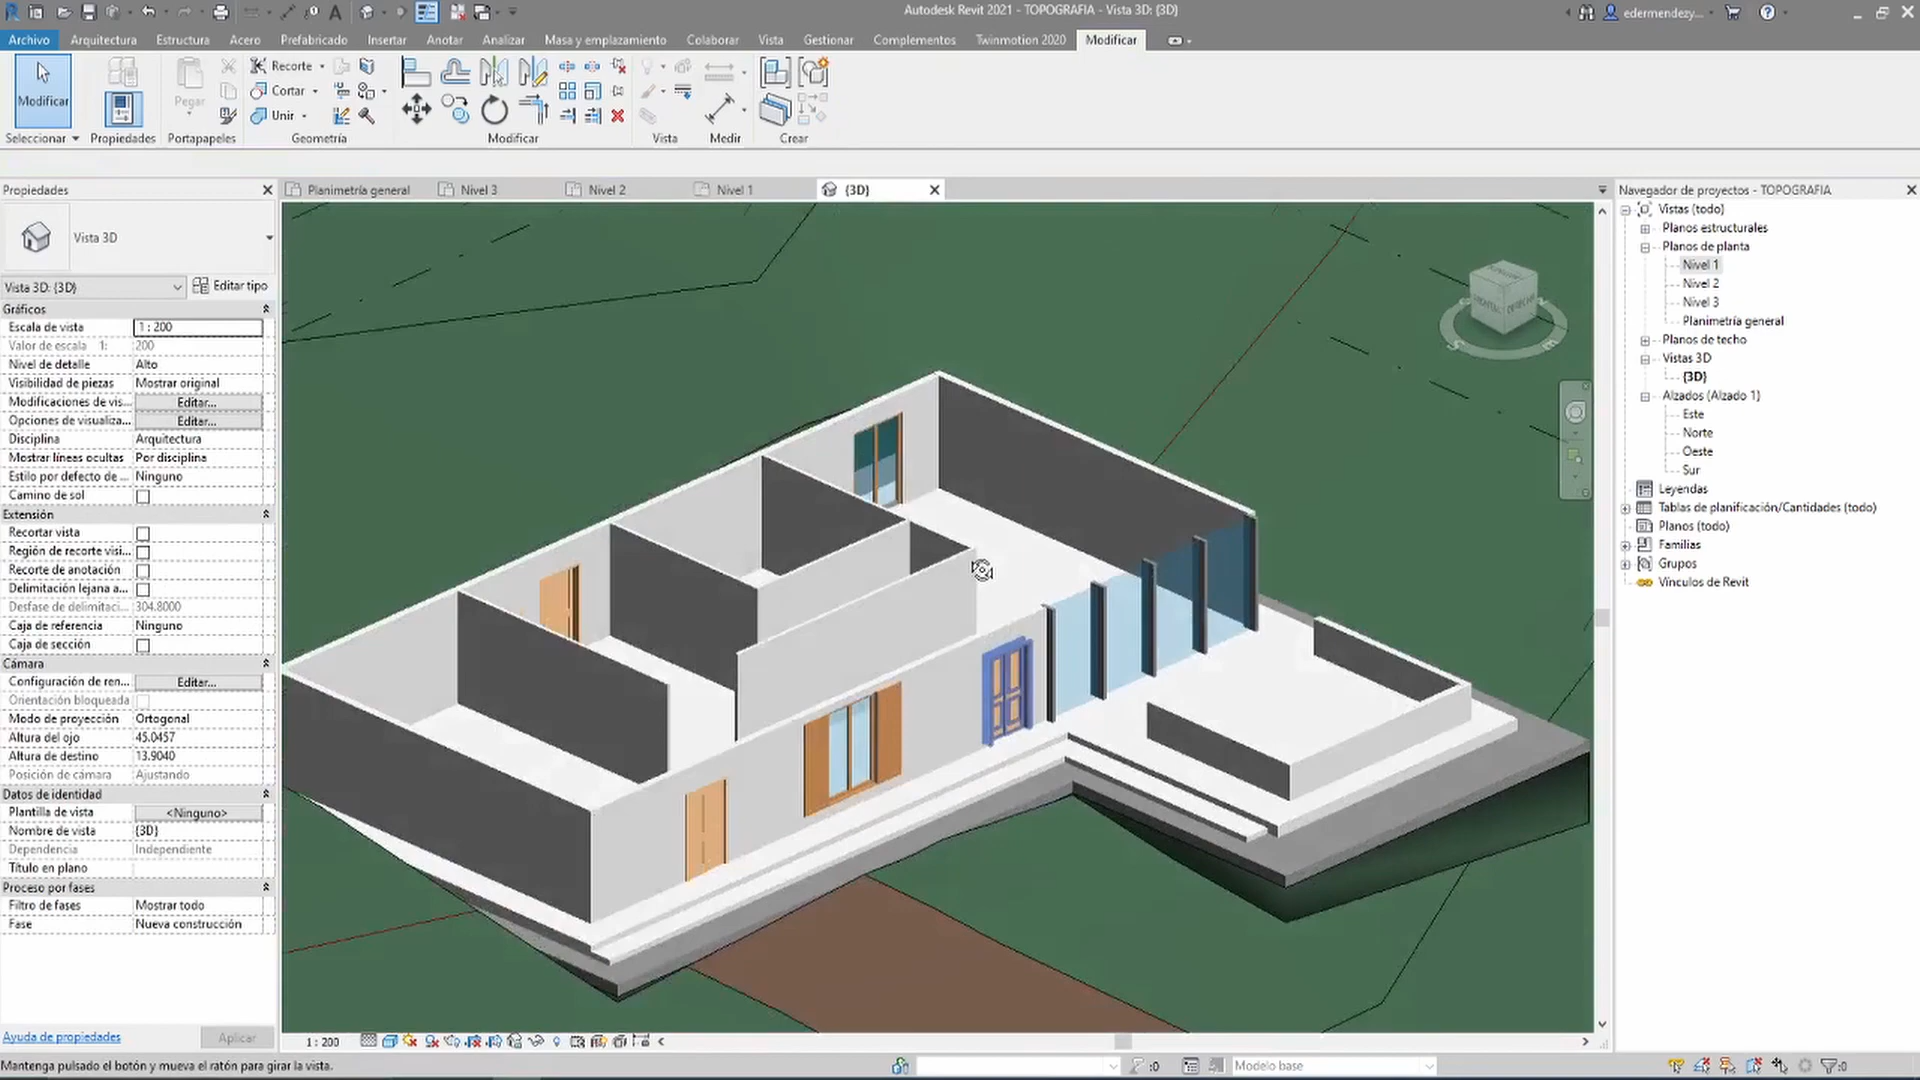 Autodesk Revit 2021 - TOPOGRAFIA - Vista 3D: {3D}
edermendezy...
Archivo Arquitectura Estructura Acero Prefabricado Insertar Anotar Analizar Masa y emplazamiento Colaborar Vista Gestionar Complementos Twinmotion 2020 Modificar
Modificar
Pegar
Recorte
Cortar
Unir
Seleccionar Propiedades Portapapeles Geometría Modificar Vista Medir Crear
Propiedades
Planimetría general Nivel 3 Nivel 2 Nivel 1 {3D}
Vista 3D
Vista 3D: {3D} Editar tipo
Gráficos
Escala de vista 1 : 200
Valor de escala 1: 200
Nivel de detalle Alto
Visibilidad de piezas Mostrar original
Modificaciones de vis... Editar...
Opciones de visualiza... Editar...
Disciplina Arquitectura
Mostrar líneas ocultas Por disciplina
Estilo por defecto de ... Ninguno
Camino de sol
Extensión
Recortar vista
Región de recorte visi...
Recorte de anotación
Delimitación lejana a...
Desfase de delimitaci... 304.8000
Caja de referencia Ninguno
Caja de sección
Cámara
Configuración de ren... Editar...
Orientación bloqueada
Modo de proyección Ortogonal
Altura del ojo 45.0457
Altura de destino 13.9040
Posición de cámara Ajustando
Datos de identidad
Plantilla de vista <Ninguno>
Nombre de vista {3D}
Dependencia Independiente
Título en plano
Proceso por fases
Filtro de fases Mostrar todo
Fase Nueva construcción
Ayuda de propiedades Aplicar
Navegador de proyectos - TOPOGRAFIA
Vistas (todo)
Planos estructurales
Planos de planta
Nivel 1
Nivel 2
Nivel 3
Planimetría general
Planos de techo
Vistas 3D
{3D}
Alzados (Alzado 1)
Este
Norte
Oeste
Sur
Leyendas
Tablas de planificación/Cantidades (todo)
Planos (todo)
Familias
Grupos
Vínculos de Revit
FRONTAL DERECHA
S E
1 : 200
Mantenga pulsado el botón y mueva el ratón para girar la vista.
:0
Modelo base
:0